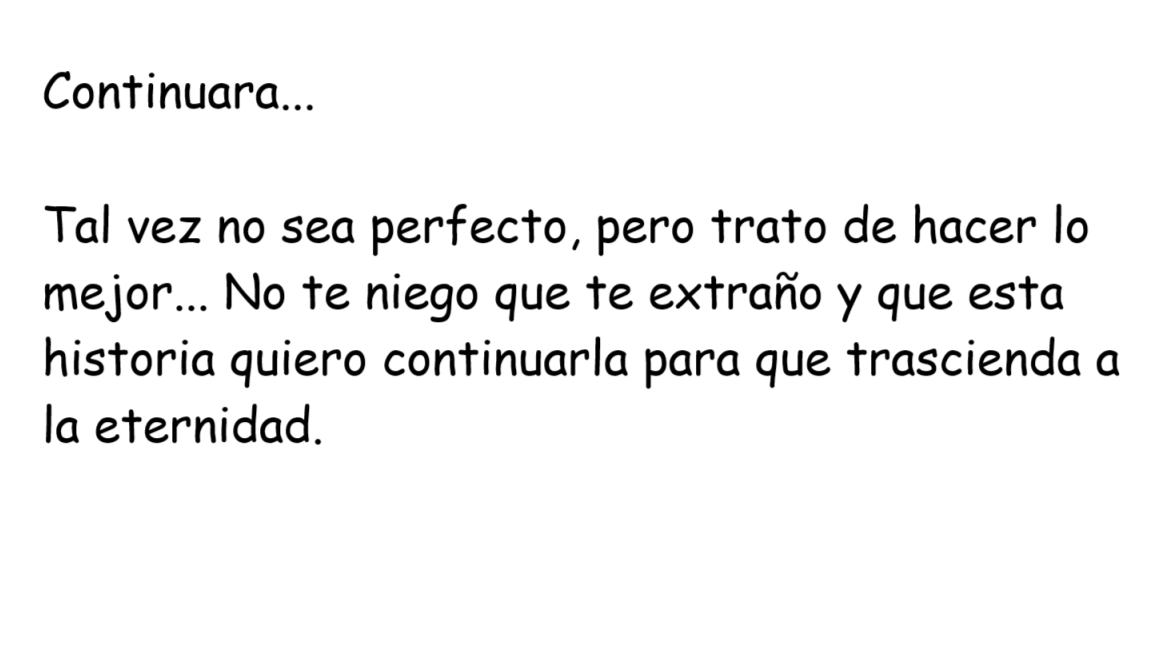 Continuara...
Tal vez no sea perfecto, pero trato de hacer lo
mejor... No te niego que te extraño y que esta
historia quiero continuarla para que trascienda a
la eternidad.